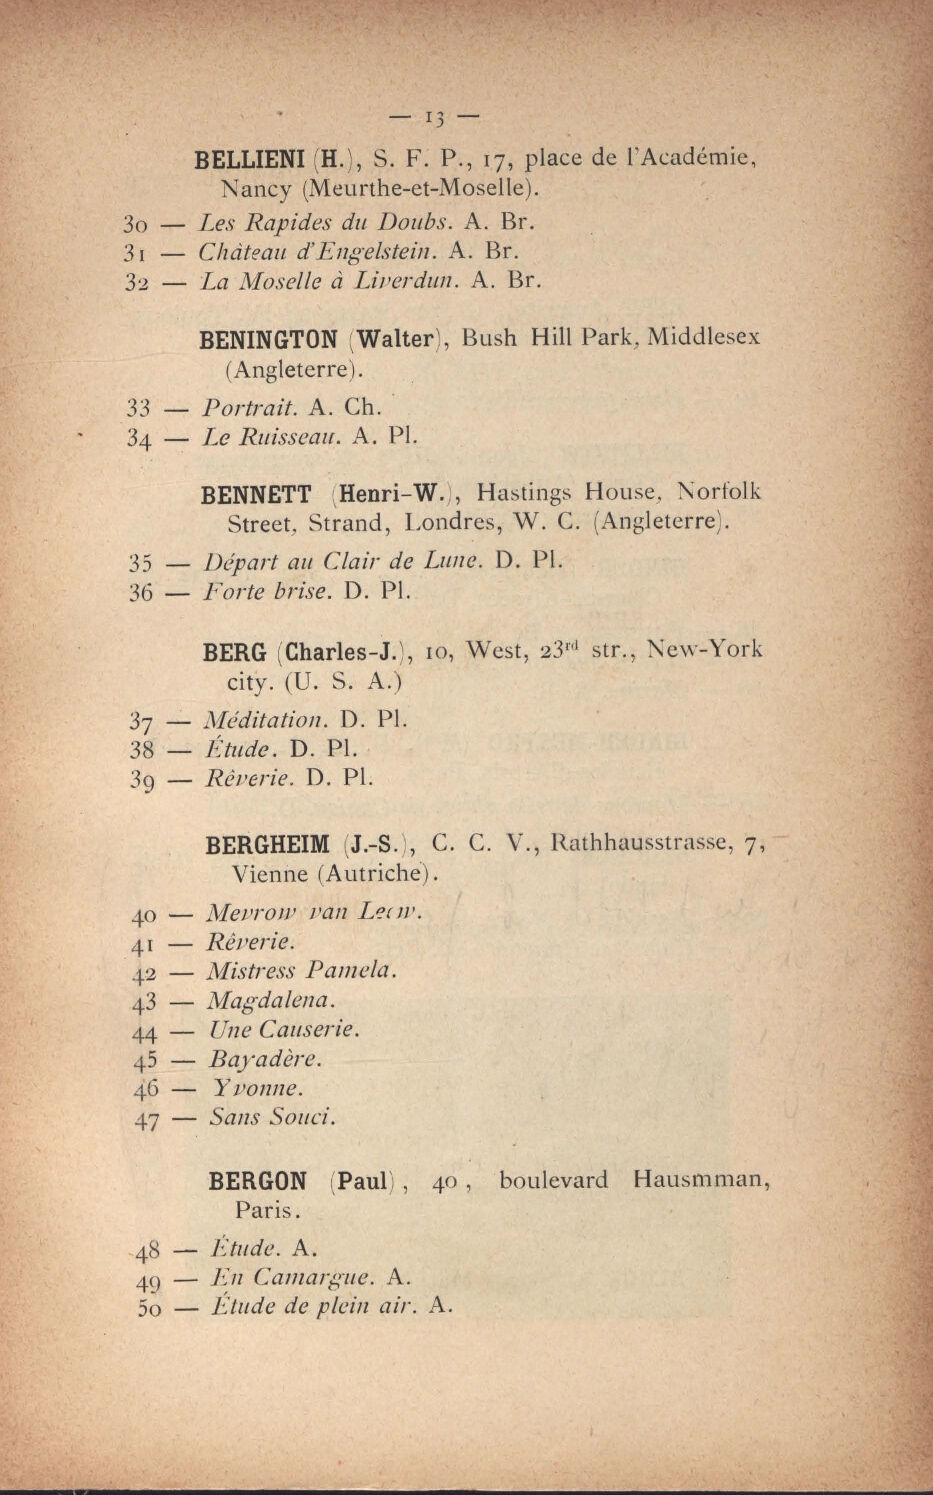 — 13 —
BELLIENI (H.), S. F. P., 17, place de l'Académie,
Nancy (Meurthe-et-Moselle).
30 — Les Rapides du Doubs. A. Br.
31 — Château d'Engelstein. A. Br.
32 — La Moselle à Liverdun. A. Br.
BENINGTON (Walter), Bush Hill Park, Middlesex
(Angleterre).
33 — Portrait. A. Ch.
34 — Le Ruisseau. A. Pl.
BENNETT (Henri-W.), Hastings House, Norfolk
Street, Strand, Londres, W. C. (Angleterre).
35 — Départ au Clair de Lune. D. Pl.
36 — Forte brise. D. Pl.
BERG (Charles-J.), 10, West, 23rd str., New-York
city. (U. S. A.)
37 — Méditation. D. Pl.
38 — Étude. D. Pl.
39 — Rêverie. D. Pl.
BERGHEIM (J.-S.), C. C. V., Rathhausstrasse, 7,
Vienne (Autriche).
40 — Mevrow van Leew.
41 — Rêverie.
42 — Mistress Pamela.
43 — Magdalena.
44 — Une Causerie.
45 — Bayadère.
46 — Yvonne.
47 — Sans Souci.
BERGON (Paul), 40, boulevard Hausmman,
Paris.
48 — Étude. A.
49 — En Camargue. A.
50 — Étude de plein air. A.